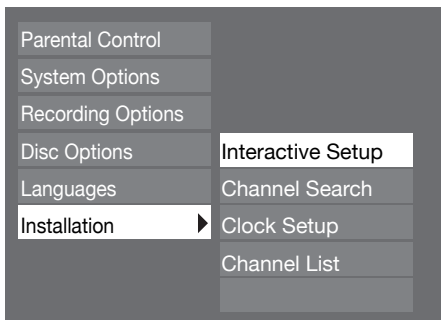 Parental Control
System Options
Recording Options
Disc Options
Languages
Installation
Interactive Setup
Channel Search
Clock Setup
Channel List